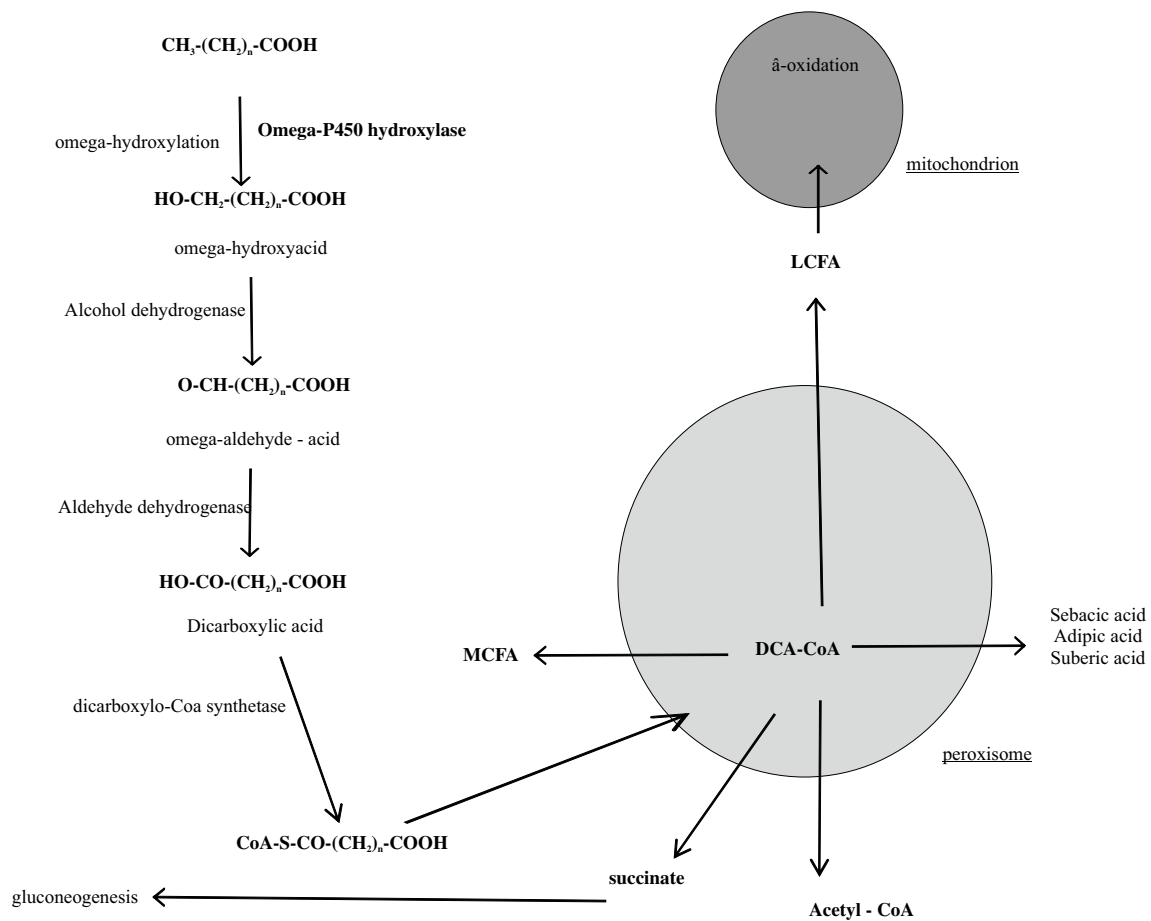 CH₃-(CH₂)ₙ-COOH
omega-hydroxylation
Omega-P450 hydroxylase
HO-CH₂-(CH₂)ₙ-COOH
omega-hydroxyacid
Alcohol dehydrogenase
O-CH-(CH₂)ₙ-COOH
omega-aldehyde - acid
Aldehyde dehydrogenase
HO-CO-(CH₂)ₙ-COOH
Dicarboxylic acid
dicarboxylo-Coa synthetase
CoA-S-CO-(CH₂)ₙ-COOH
â-oxidation
mitochondrion
LCFA
MCFA
DCA-CoA
Sebacic acid
Adipic acid
Suberic acid
peroxisome
succinate
gluconeogenesis
Acetyl - CoA